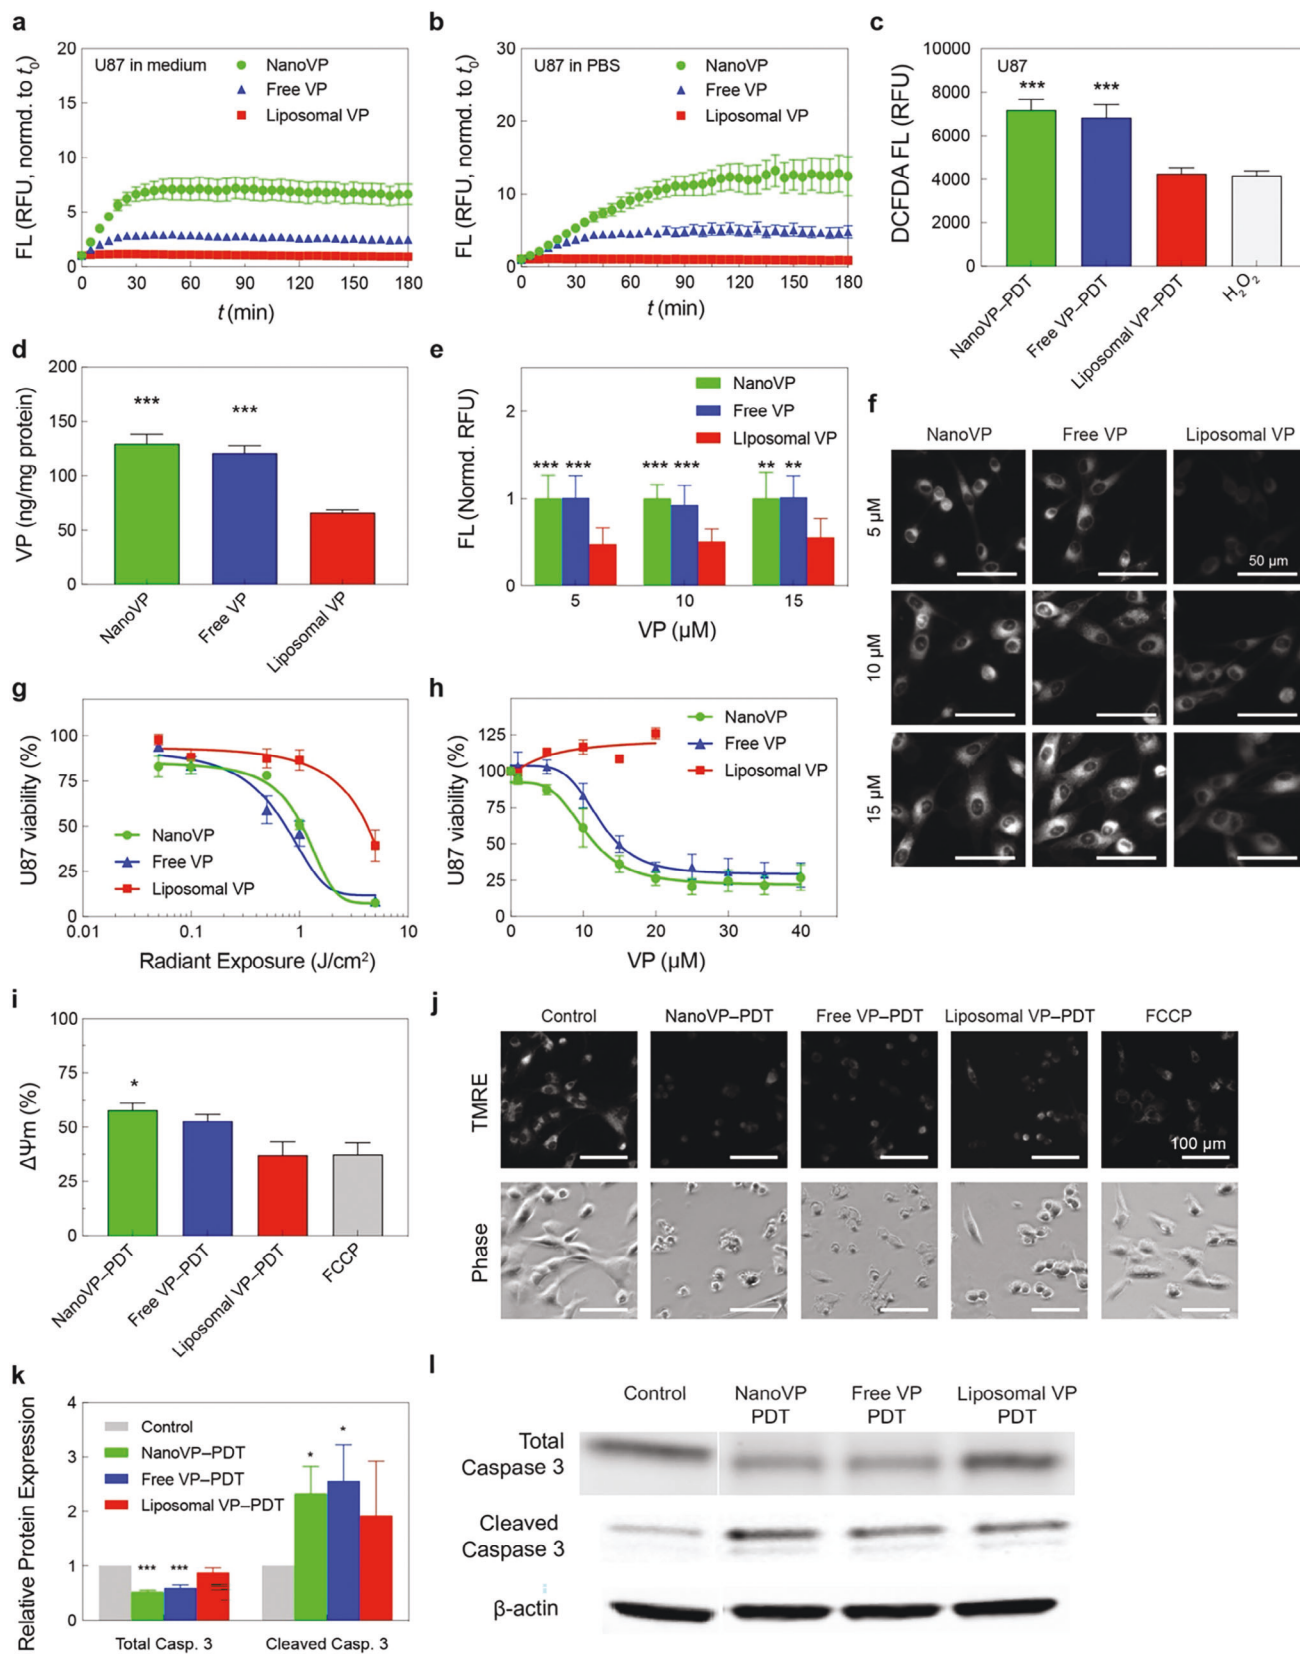 a
FL (RFU, normd. to t0)
20
15
10
5
0
U87 in medium
NanoVP
Free VP
Liposomal VP
0 30 60 90 120 150 180
t (min)
b
FL (RFU, normd. to t0)
30
20
10
0
U87 in PBS
NanoVP
Free VP
Liposomal VP
0 30 60 90 120 150 180
t (min)
c
DCFDA FL (RFU)
10000
8000
6000
4000
2000
0
U87
*** ***
NanoVP–PDT
Free VP–PDT
Liposomal VP–PDT
H2O2
d
VP (ng/mg protein)
200
150
100
50
0
*** ***
NanoVP
Free VP
Liposomal VP
e
FL (Normd. RFU)
2
1
0
NanoVP
Free VP
LIposomal VP
*** *** *** *** ** **
5 10 15
VP (µM)
f
NanoVP Free VP Liposomal VP
5 µM
50 µm
10 µM
15 µM
g
U87 viability (%)
100
75
50
25
0
NanoVP
Free VP
Liposomal VP
0.01 0.1 1 10
Radiant Exposure (J/cm²)
h
U87 viability (%)
125
100
75
50
25
0
NanoVP
Free VP
Liposomal VP
0 10 20 30 40
VP (µM)
i
ΔΨm (%)
100
75
50
25
0
*
NanoVP–PDT
Free VP–PDT
Liposomal VP–PDT
FCCP
j
Control NanoVP–PDT Free VP–PDT Liposomal VP–PDT FCCP
TMRE
100 µm
Phase
k
Relative Protein Expression
4
3
2
1
0
Control
NanoVP–PDT
Free VP–PDT
Liposomal VP–PDT
*** *** * *
Total Casp. 3 Cleaved Casp. 3
l
Control NanoVP Free VP Liposomal VP
PDT PDT PDT
Total
Caspase 3
Cleaved
Caspase 3
β-actin